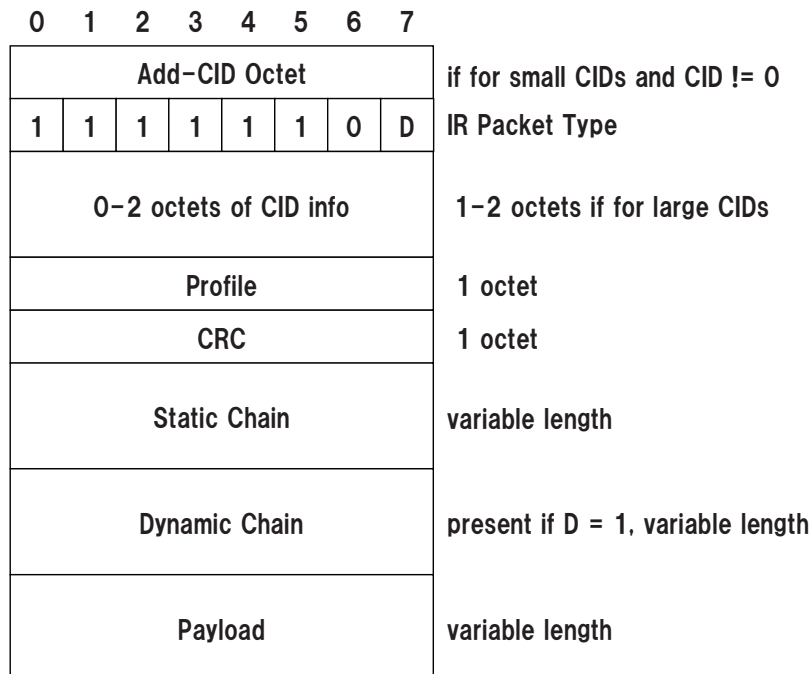 0 1 2 3 4 5 6 7
Add-CID Octet if for small CIDs and CID != 0
1 1 1 1 1 1 0 D IR Packet Type
0-2 octets of CID info 1-2 octets if for large CIDs
Profile 1 octet
CRC 1 octet
Static Chain variable length
Dynamic Chain present if D = 1, variable length
Payload variable length